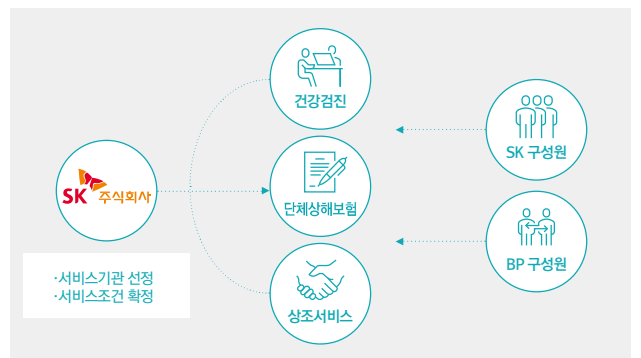 건강검진
SK 구성원
SK 주식회사
단체상해보험
·서비스기관 선정
·서비스조건 확정
BP 구성원
상조서비스